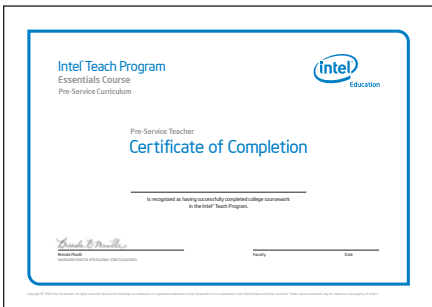 Intel® Teach Program
Essentials Course
Pre-Service Curriculum
intel
Education
Pre-Service Teacher
Certificate of Completion
Is recognized as having successfully completed college coursework
in the Intel® Teach Program.
Brenda Musilli
Faculty
Date